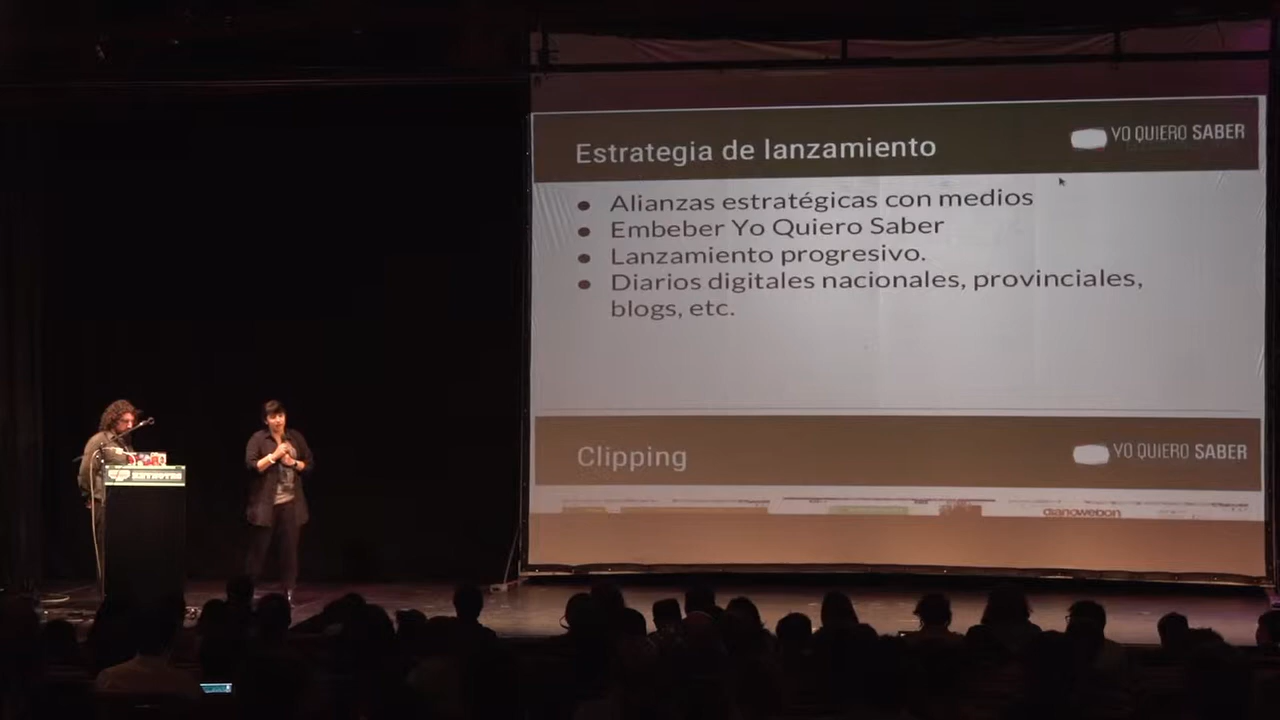 Estrategia de lanzamiento
YO QUIERO SABER
● Alianzas estratégicas con medios
● Embeber Yo Quiero Saber
● Lanzamiento progresivo.
● Diarios digitales nacionales, provinciales,
blogs, etc.
Clipping
YO QUIERO SABER